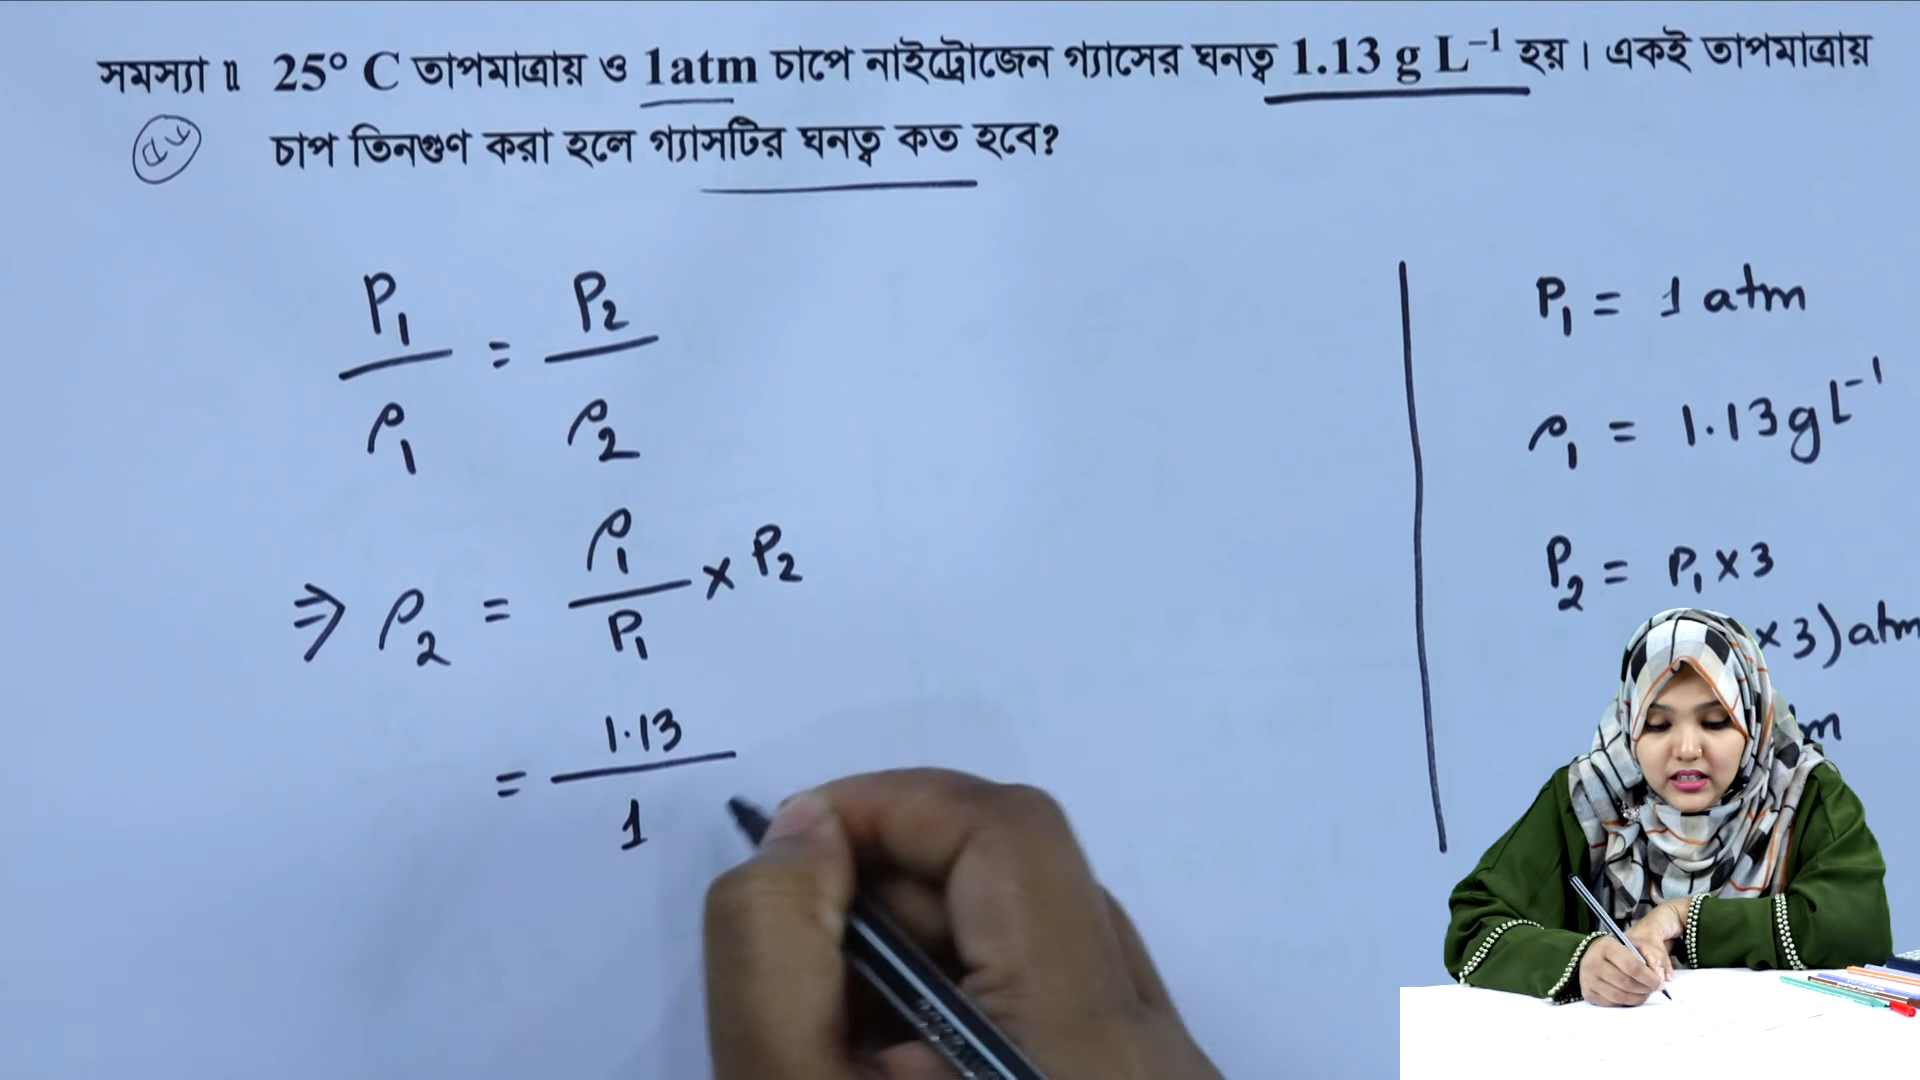 সমস্যা ॥ 25° C তাপমাত্রায় ও 1atm চাপে নাইট্রোজেন গ্যাসের ঘনত্ব 1.13 g L⁻¹ হয়। একই তাপমাত্রায়
চাপ তিনগুণ করা হলে গ্যাসটির ঘনত্ব কত হবে?
P₁/ρ₁ = P₂/ρ₂
⇒ ρ₂ = ρ₁/P₁ × P₂
= 1.13/1
P₁ = 1 atm
ρ₁ = 1.13 g L⁻¹
P₂ = P₁ × 3
× 3) atm